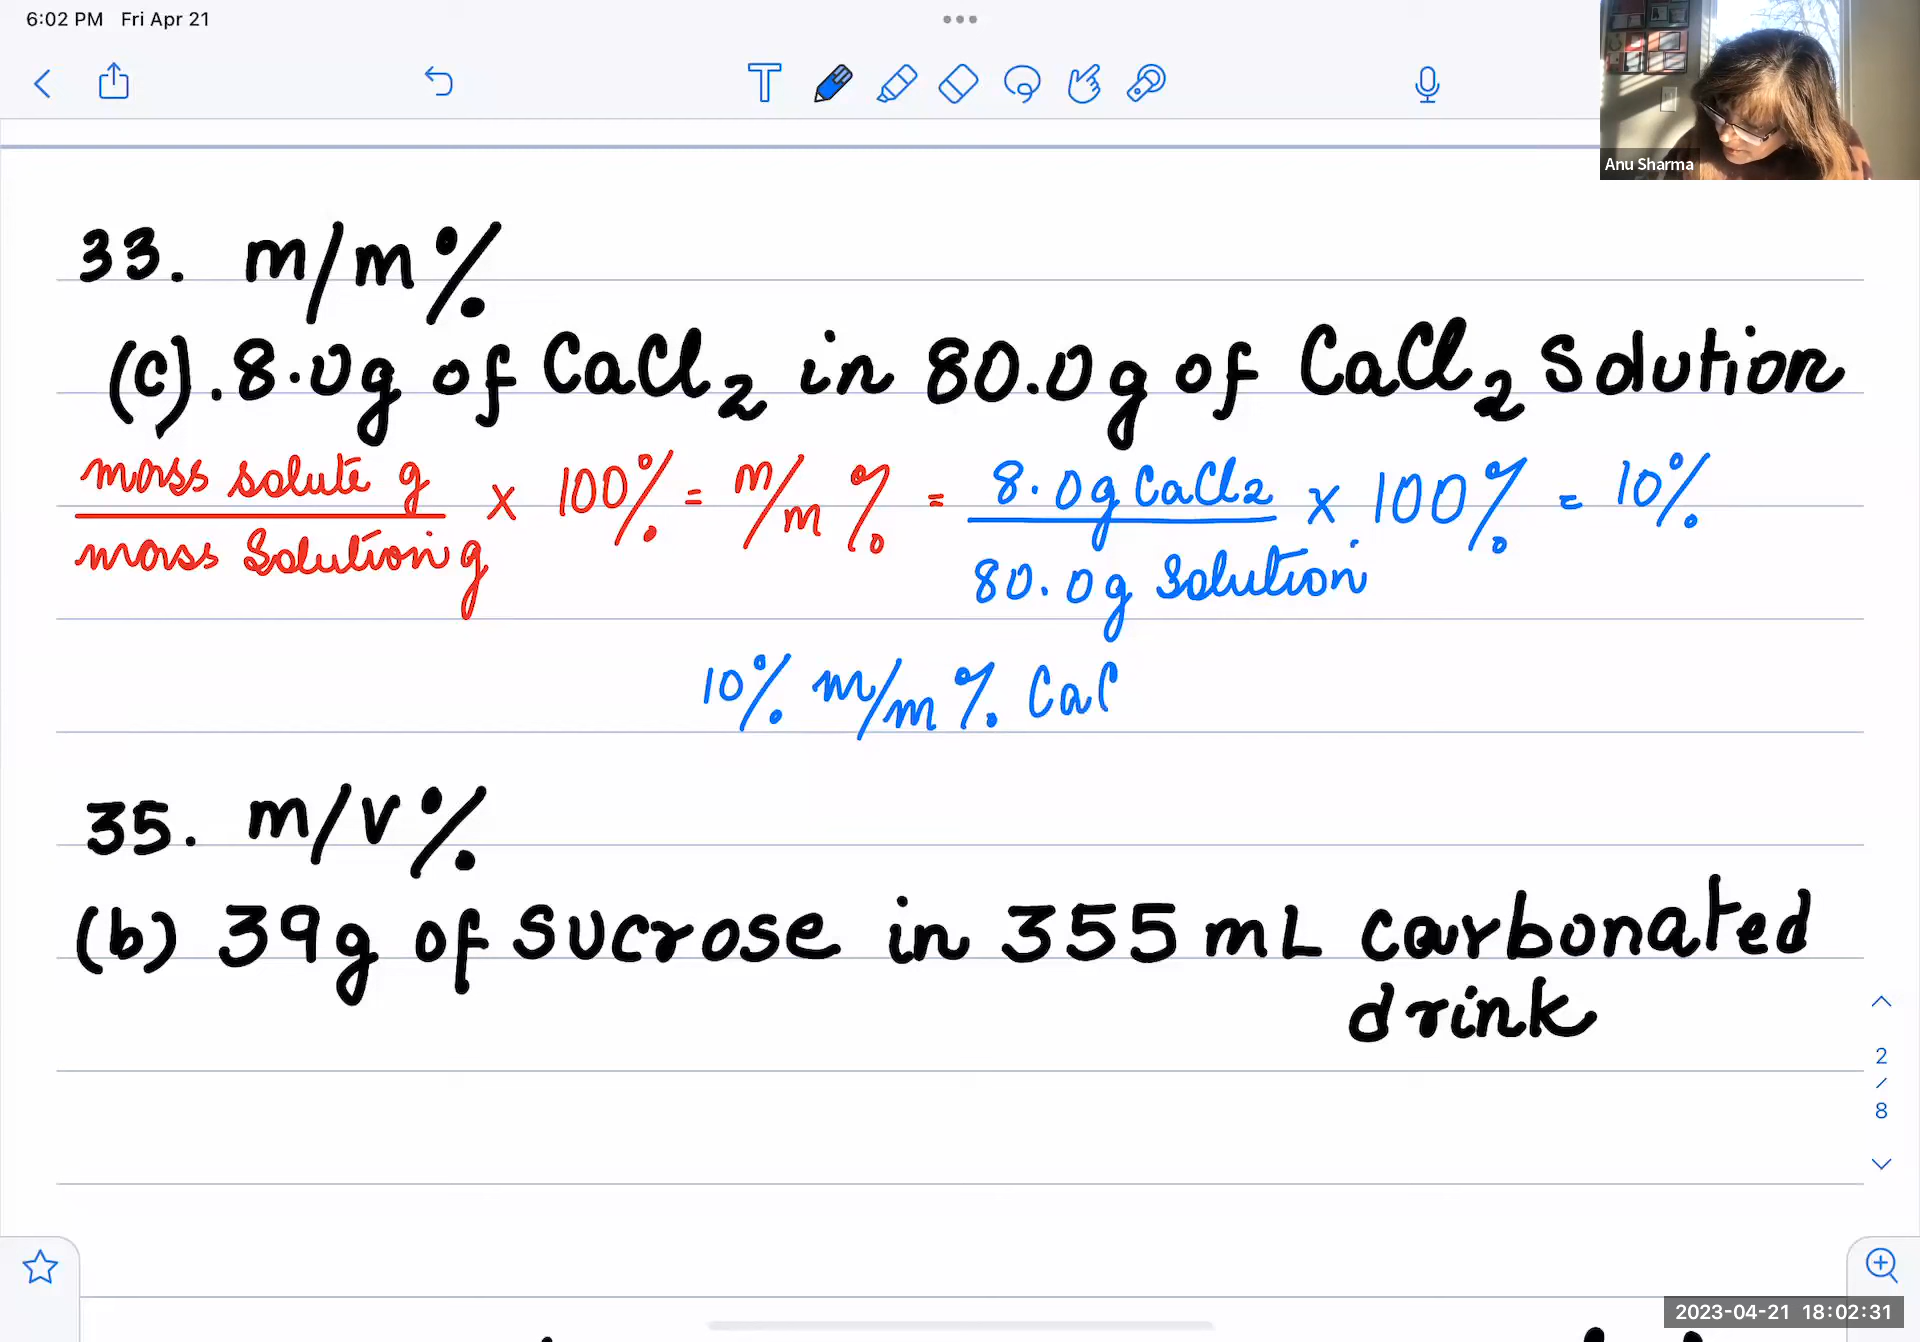 6:02 PM Fri Apr 21
Anu Sharma
33. m/m%
(c). 8.0g of CaCl2 in 80.0g of CaCl2 Solution
mass solute g / mass Solution g x 100% = m/m % = 8.0g CaCl2 / 80.0g Solution x 100% = 10%
10% m/m % CaC
35. m/v%
(b) 39g of sucrose in 355 mL carbonated
drink
2
/
8
2023-04-21 18:02:31